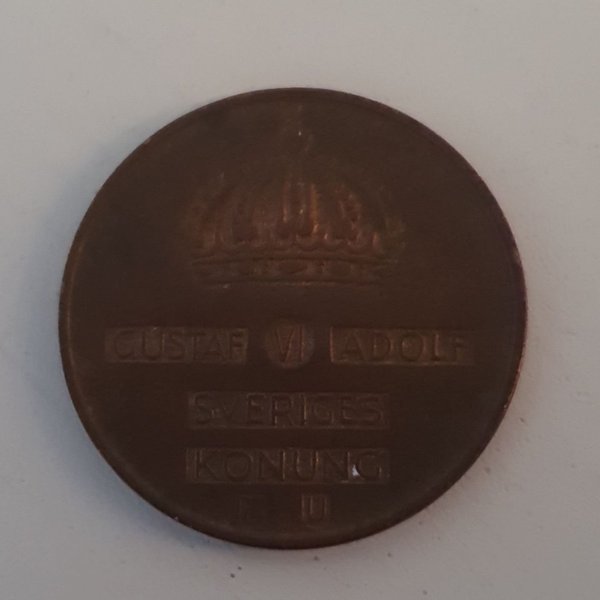 GUSTAF VI ADOLF
SVERIGES
KONUNG
U